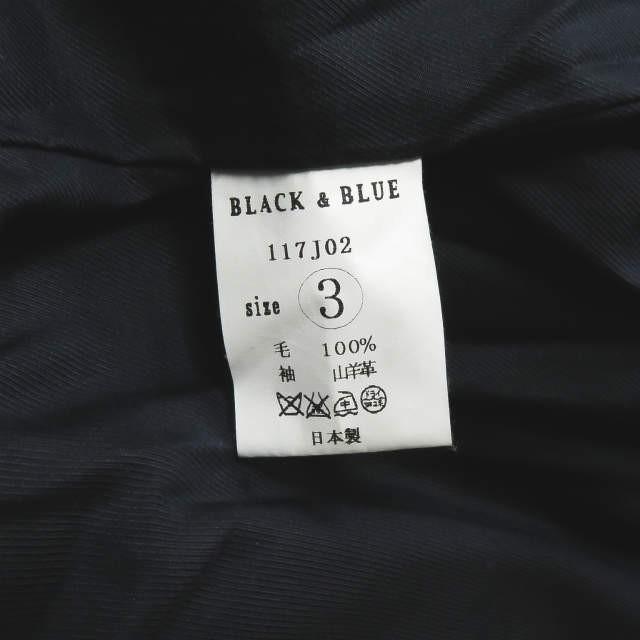 BLACK & BLUE
117J02
size 3
毛 100%
袖 山羊革
日本製